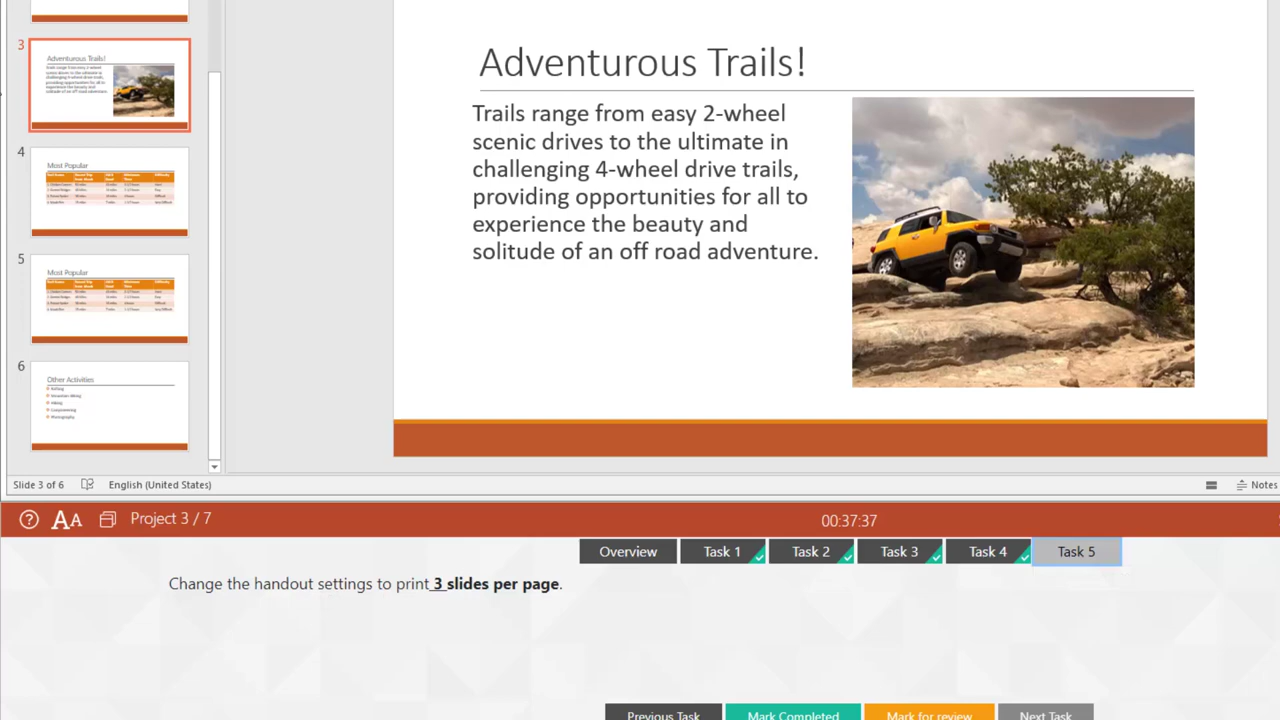 3
Adventurous Trails!
4
Most Popular
5
Most Popular
6
Other Activities
Adventurous Trails!
Trails range from easy 2-wheel
scenic drives to the ultimate in
challenging 4-wheel drive trails,
providing opportunities for all to
experience the beauty and
solitude of an off road adventure.
Slide 3 of 6
English (United States)
Notes
? AA Project 3 / 7
00:37:37
Overview
Task 1
Task 2
Task 3
Task 4
Task 5
Change the handout settings to print 3 slides per page.
Previous Task
Mark Completed
Mark for review
Next Task